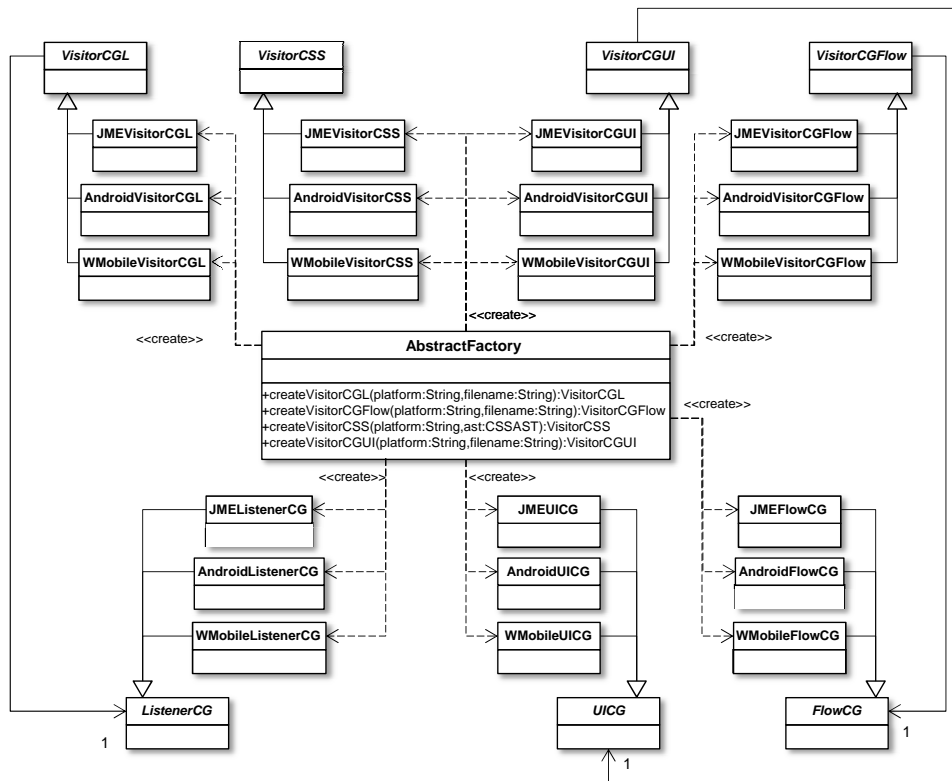 VisitorCGL
VisitorCSS
VisitorCGUI
VisitorCGFlow
JMEVisitorCGL
JMEVisitorCSS
JMEVisitorCGUI
JMEVisitorCGFlow
AndroidVisitorCGL
AndroidVisitorCSS
AndroidVisitorCGUI
AndroidVisitorCGFlow
WMobileVisitorCGL
WMobileVisitorCSS
WMobileVisitorCGUI
WMobileVisitorCGFlow
<<create>>
<<create>>
<<create>>
AbstractFactory
+createVisitorCGL(platform:String,filename:String):VisitorCGL
+createVisitorCGFlow(platform:String,filename:String):VisitorCGFlow
+createVisitorCSS(platform:String,ast:CSSAST):VisitorCSS
+createVisitorCGUI(platform:String,filename:String):VisitorCGUI
<<create>>
<<create>>
<<create>>
JMEListenerCG
JMEUICG
JMEFlowCG
AndroidListenerCG
AndroidUICG
AndroidFlowCG
WMobileListenerCG
WMobileUICG
WMobileFlowCG
ListenerCG
UICG
FlowCG
1
1
1